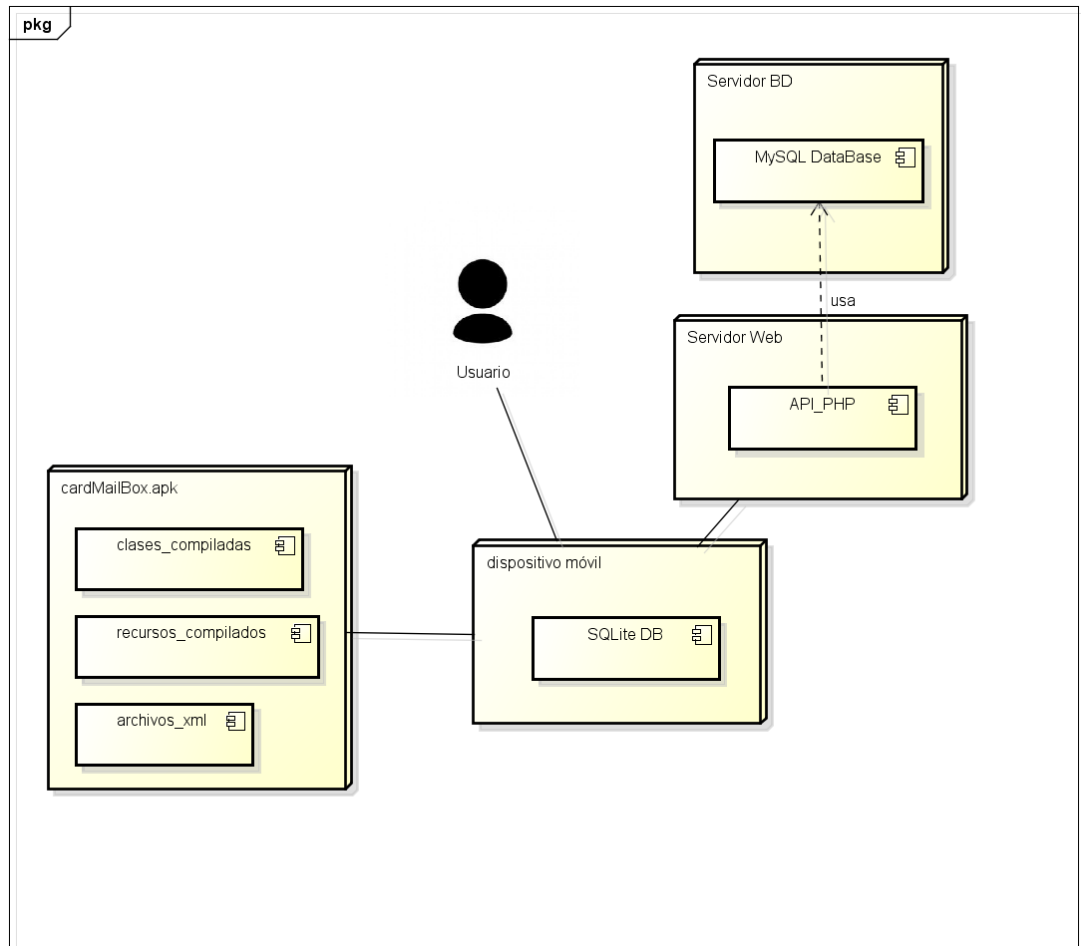 pkg
Servidor BD
MySQL DataBase
usa
Servidor Web
API_PHP
Usuario
cardMailBox.apk
clases_compiladas
recursos_compilados
archivos_xml
dispositivo móvil
SQLite DB